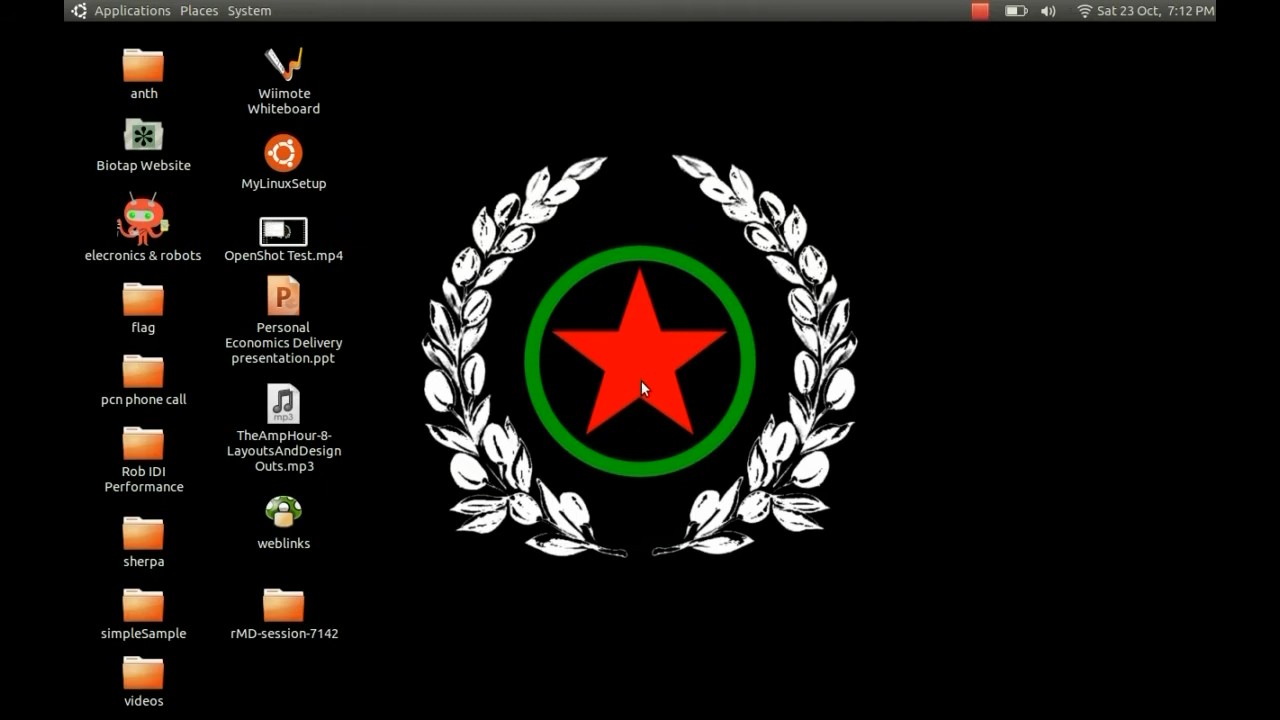 Applications Places System
Sat 23 Oct, 7:12 PM
anth
Biotap Website
elecronics & robots
flag
pcn phone call
Rob IDI
Performance
sherpa
simpleSample
videos
Wiimote
Whiteboard
MyLinuxSetup
OpenShot Test.mp4
P
Personal
Economics Delivery
presentation.ppt
mp3
TheAmpHour-8-
LayoutsAndDesign
Outs.mp3
weblinks
rMD-session-7142